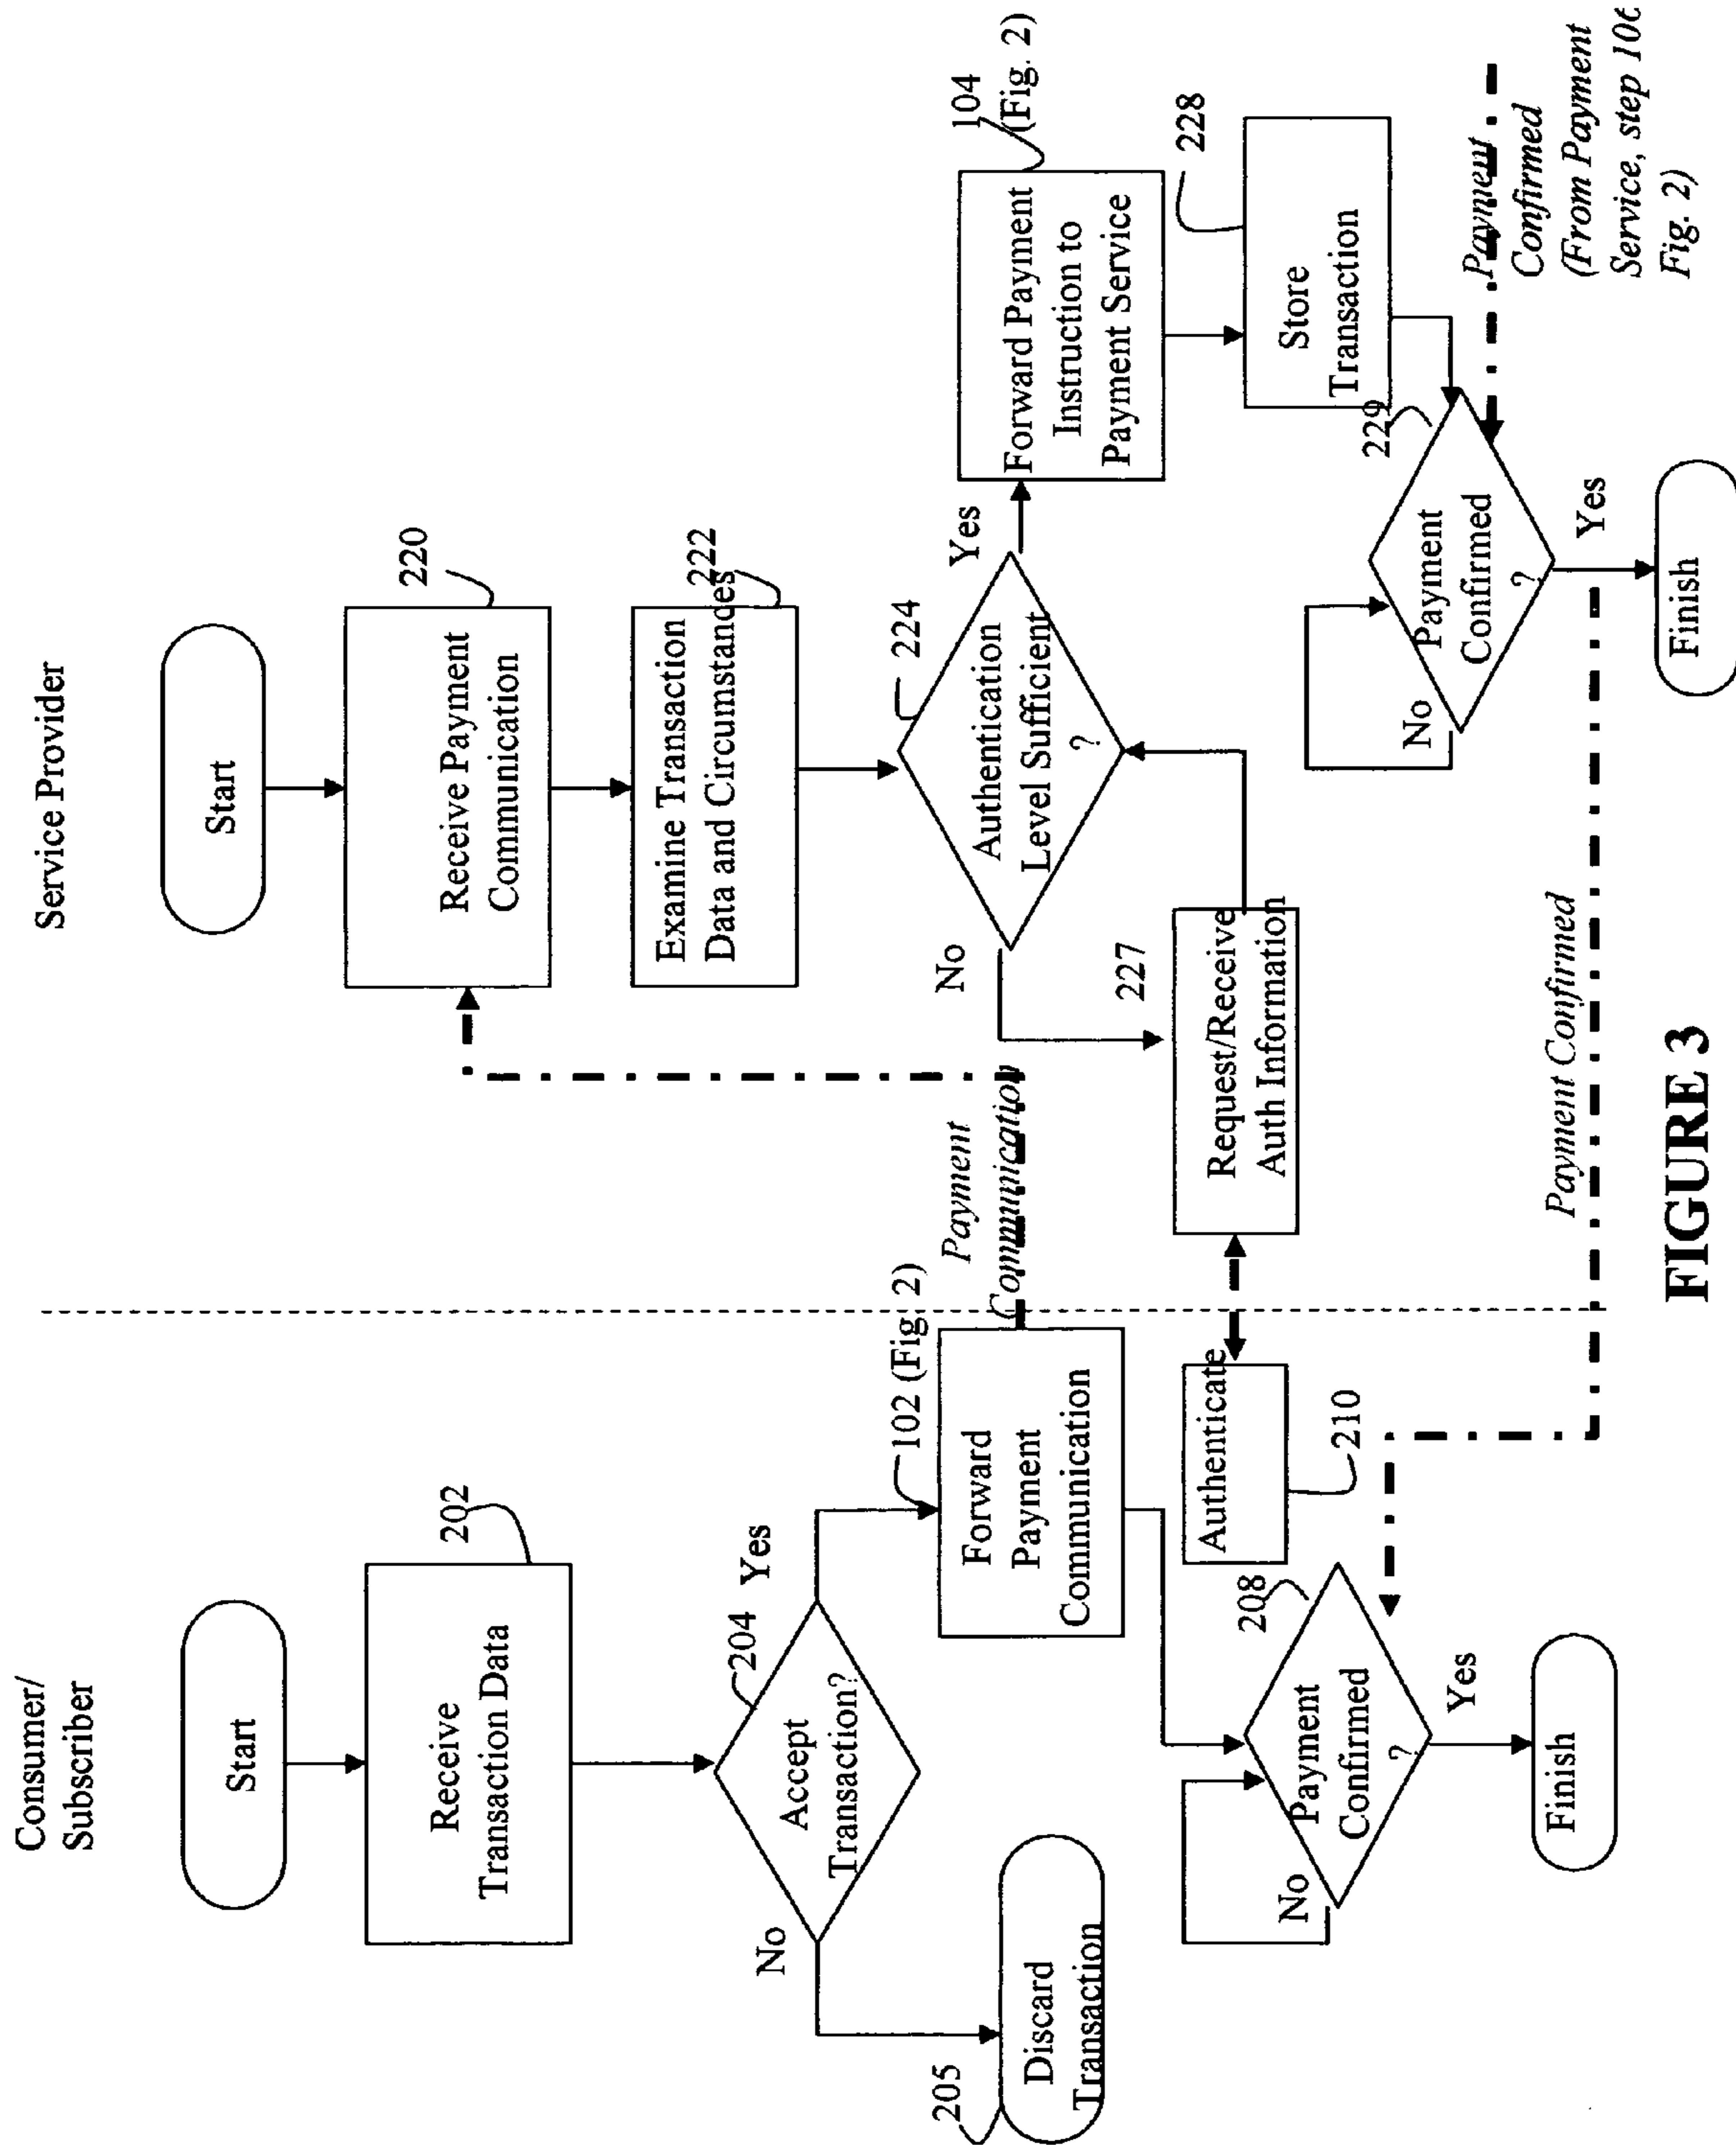 Consumer/
Subscriber
Start
Receive
Transaction Data
202
Accept
Transaction?
204
Yes
No
205
Discard
Transaction
102 (Fig. 2)
Forward
Payment
Communication
Payment
Communication
Authenticate
210
208
Payment
Confirmed
?
No
Yes
Finish
Service Provider
Start
Receive Payment
Communication
220
Examine Transaction
Data and Circumstances
222
Authentication
Level Sufficient
?
224
Yes
No
227
Request/Receive
Auth Information
104
(Fig. 2)
Forward Payment
Instruction to
Payment Service
228
Store
Transaction
229
Payment
Confirmed
?
No
Yes
Finish
Payment
Confirmed
(From Payment
Service, step 106
Fig. 2)
Payment Confirmed
FIGURE 3